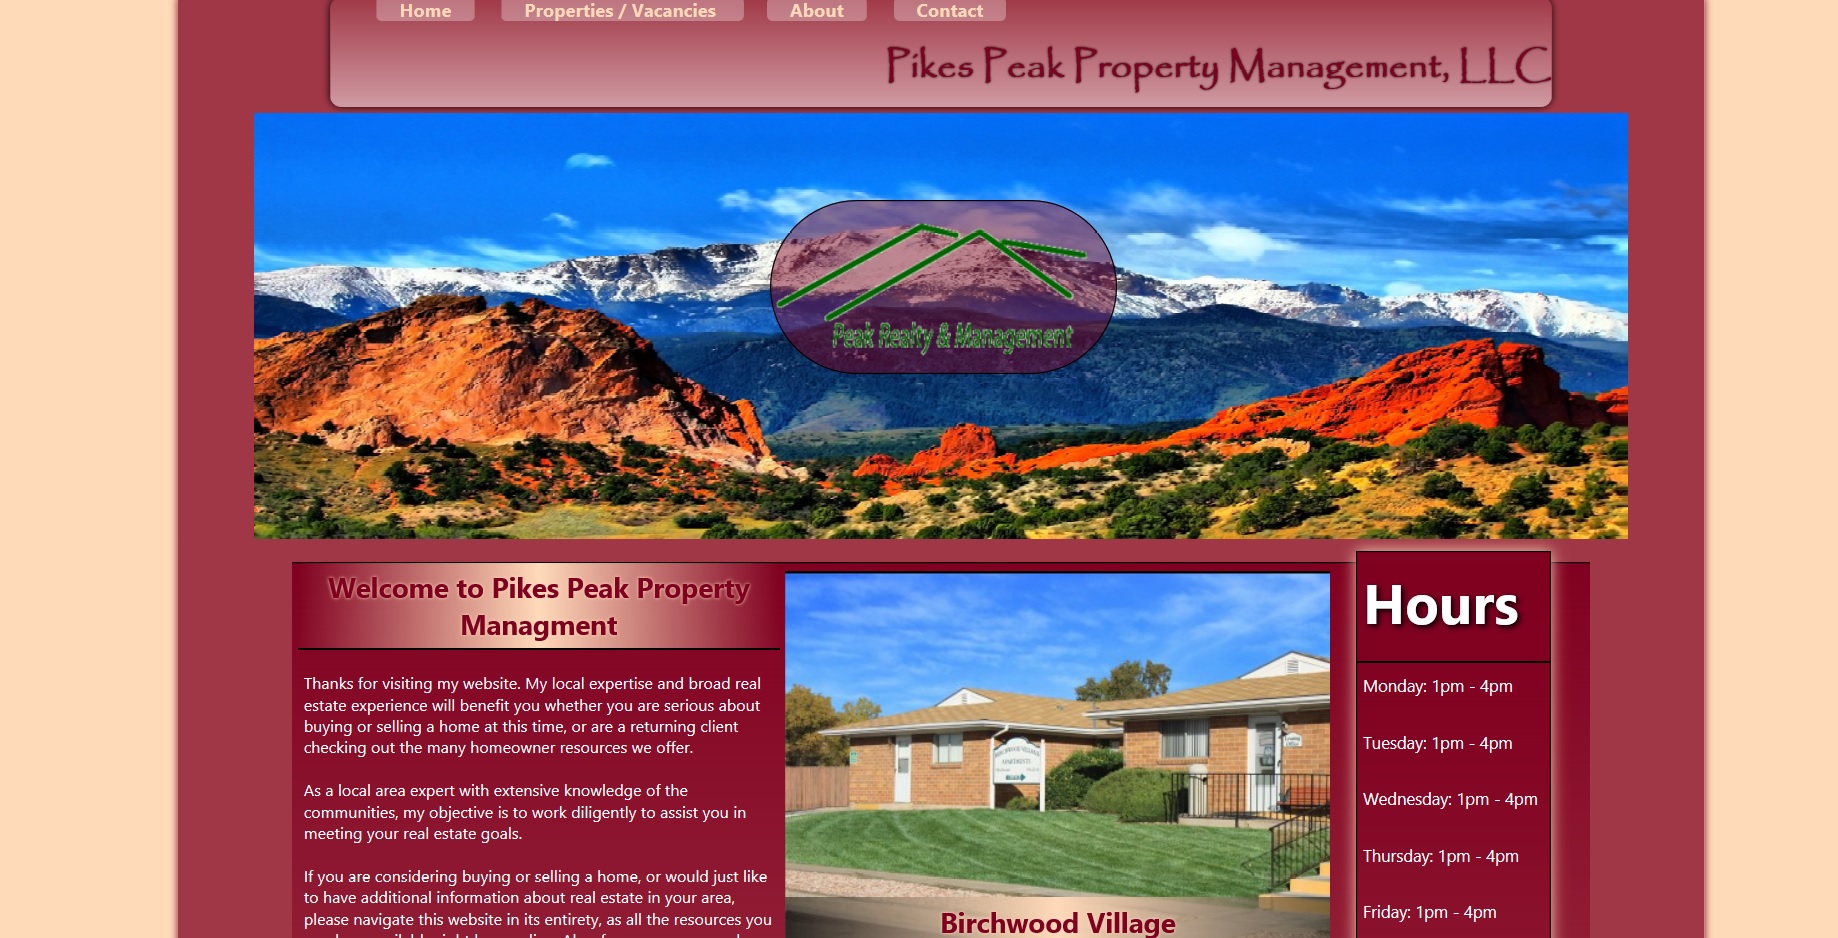 Home
Properties / Vacancies
About
Contact
Pikes Peak Property Management, LLC
Peak Realty & Management
Welcome to Pikes Peak Property
Managment
Thanks for visiting my website. My local expertise and broad real
estate experience will benefit you whether you are serious about
buying or selling a home at this time, or are a returning client
checking out the many homeowner resources we offer.
As a local area expert with extensive knowledge of the
communities, my objective is to work diligently to assist you in
meeting your real estate goals.
If you are considering buying or selling a home, or would just like
to have additional information about real estate in your area,
please navigate this website in its entirety, as all the resources you
BIRCHWOOD VILLAGE
APARTMENTS
Birchwood Village
Hours
Monday: 1pm - 4pm
Tuesday: 1pm - 4pm
Wednesday: 1pm - 4pm
Thursday: 1pm - 4pm
Friday: 1pm - 4pm